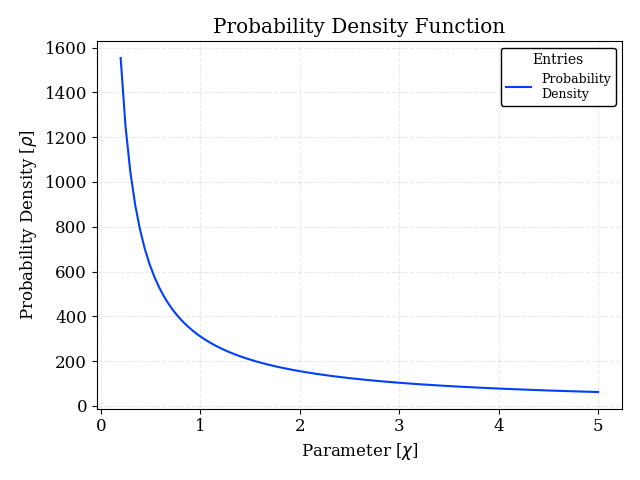 Probability Density Function
Entries
Probability
Density
Probability Density [ρ]
1600
1400
1200
1000
800
600
400
200
0
0 1 2 3 4 5
Parameter [χ]